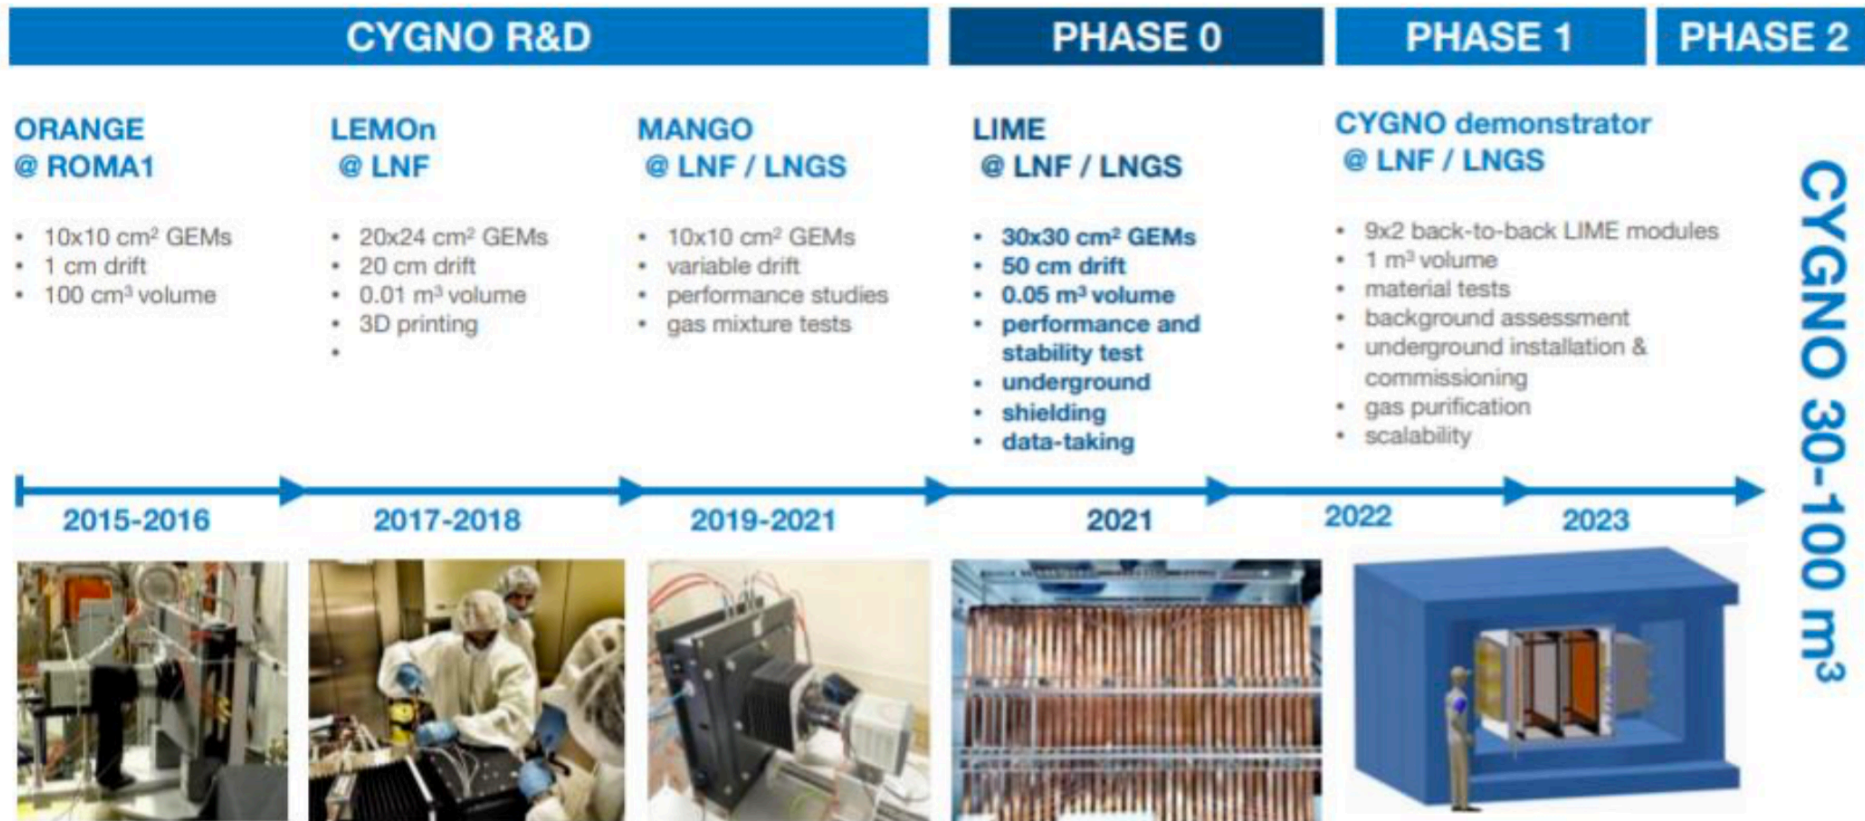 CYGNO R&D
PHASE 0
PHASE 1
PHASE 2
ORANGE
@ ROMA1
• 10x10 cm² GEMs
• 1 cm drift
• 100 cm³ volume
LEMOn
@ LNF
• 20x24 cm² GEMs
• 20 cm drift
• 0.01 m³ volume
• 3D printing
•
MANGO
@ LNF / LNGS
• 10x10 cm² GEMs
• variable drift
• performance studies
• gas mixture tests
LIME
@ LNF / LNGS
• 30x30 cm² GEMs
• 50 cm drift
• 0.05 m³ volume
• performance and
stability test
• underground
• shielding
• data-taking
CYGNO demonstrator
@ LNF / LNGS
• 9x2 back-to-back LIME modules
• 1 m³ volume
• material tests
• background assessment
• underground installation &
commissioning
• gas purification
• scalability
CYGNO 30-100 m³
2015-2016
2017-2018
2019-2021
2021
2022
2023